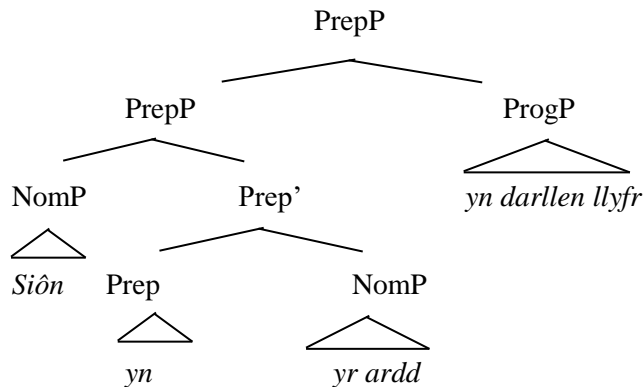 PrepP
PrepP ProgP
NomP Prep’ yn darllen llyfr
Siôn Prep NomP
yn yr ardd